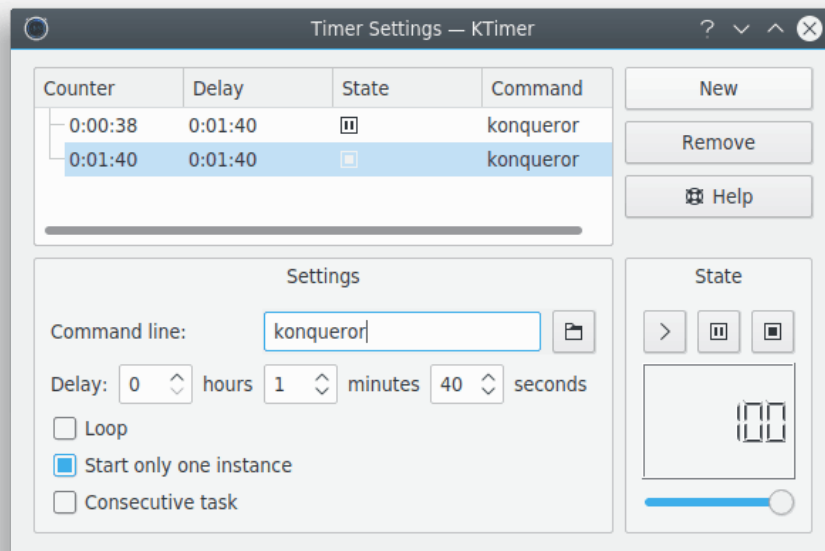 Timer Settings — KTimer
Counter Delay State Command
0:00:38 0:01:40 konqueror
0:01:40 0:01:40 konqueror
New
Remove
Help
Settings
Command line: konqueror
Delay: 0 hours 1 minutes 40 seconds
Loop
Start only one instance
Consecutive task
State
100